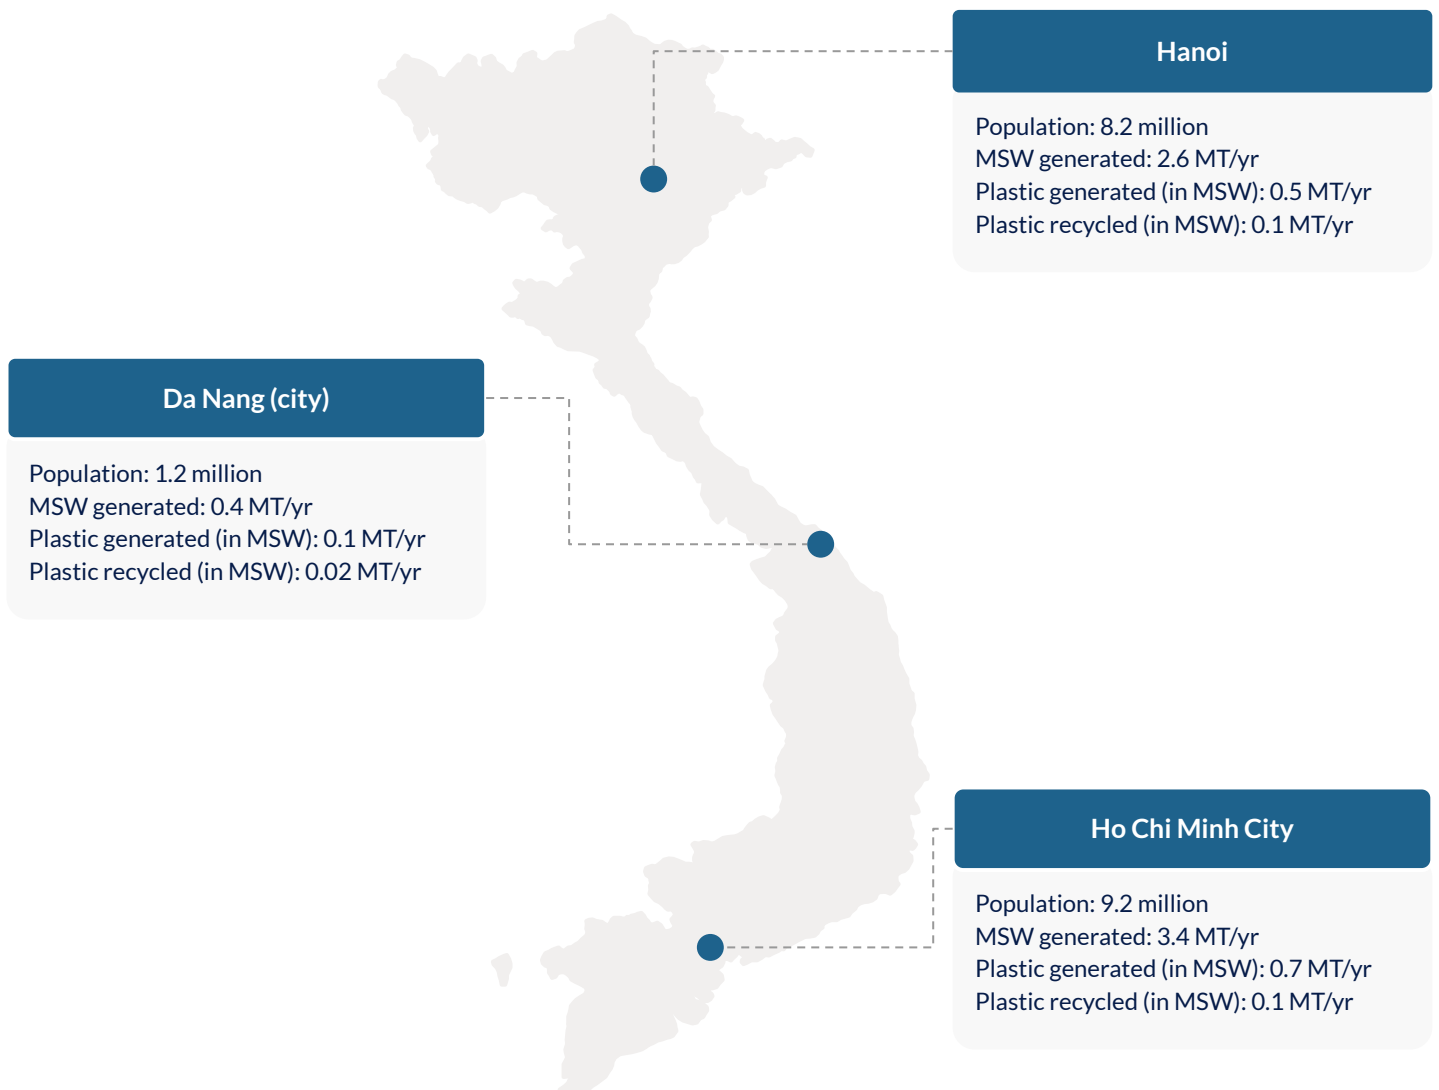 Hanoi
Population: 8.2 million
MSW generated: 2.6 MT/yr
Plastic generated (in MSW): 0.5 MT/yr
Plastic recycled (in MSW): 0.1 MT/yr
Da Nang (city)
Population: 1.2 million
MSW generated: 0.4 MT/yr
Plastic generated (in MSW): 0.1 MT/yr
Plastic recycled (in MSW): 0.02 MT/yr
Ho Chi Minh City
Population: 9.2 million
MSW generated: 3.4 MT/yr
Plastic generated (in MSW): 0.7 MT/yr
Plastic recycled (in MSW): 0.1 MT/yr